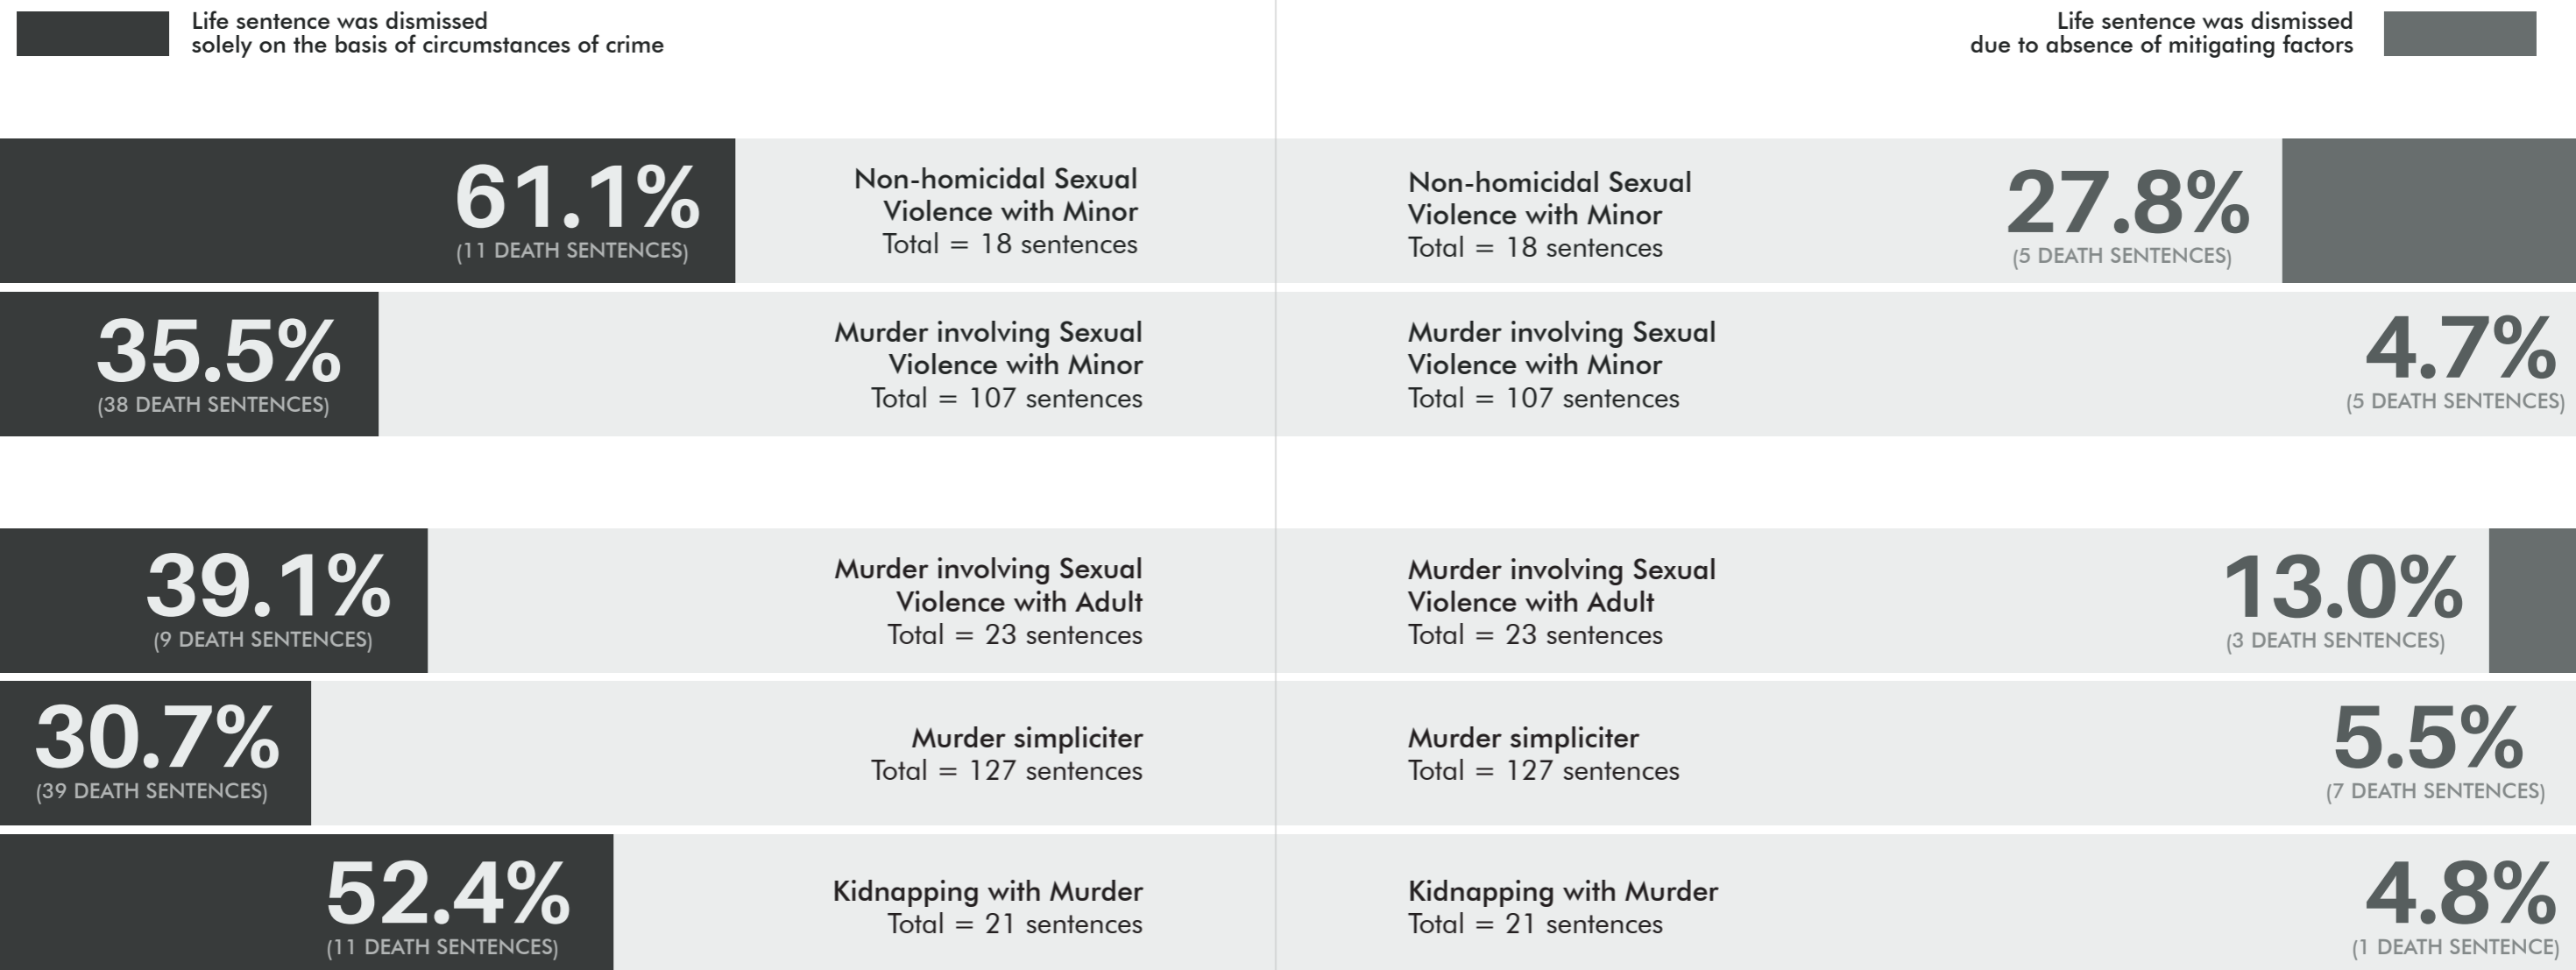 Life sentence was dismissed
solely on the basis of circumstances of crime
Life sentence was dismissed
due to absence of mitigating factors
61.1%
(11 DEATH SENTENCES)
Non-homicidal Sexual
Violence with Minor
Total = 18 sentences
Non-homicidal Sexual
Violence with Minor
Total = 18 sentences
27.8%
(5 DEATH SENTENCES)
35.5%
(38 DEATH SENTENCES)
Murder involving Sexual
Violence with Minor
Total = 107 sentences
Murder involving Sexual
Violence with Minor
Total = 107 sentences
4.7%
(5 DEATH SENTENCES)
39.1%
(9 DEATH SENTENCES)
Murder involving Sexual
Violence with Adult
Total = 23 sentences
Murder involving Sexual
Violence with Adult
Total = 23 sentences
13.0%
(3 DEATH SENTENCES)
30.7%
(39 DEATH SENTENCES)
Murder simpliciter
Total = 127 sentences
Murder simpliciter
Total = 127 sentences
5.5%
(7 DEATH SENTENCES)
52.4%
(11 DEATH SENTENCES)
Kidnapping with Murder
Total = 21 sentences
Kidnapping with Murder
Total = 21 sentences
4.8%
(1 DEATH SENTENCE)